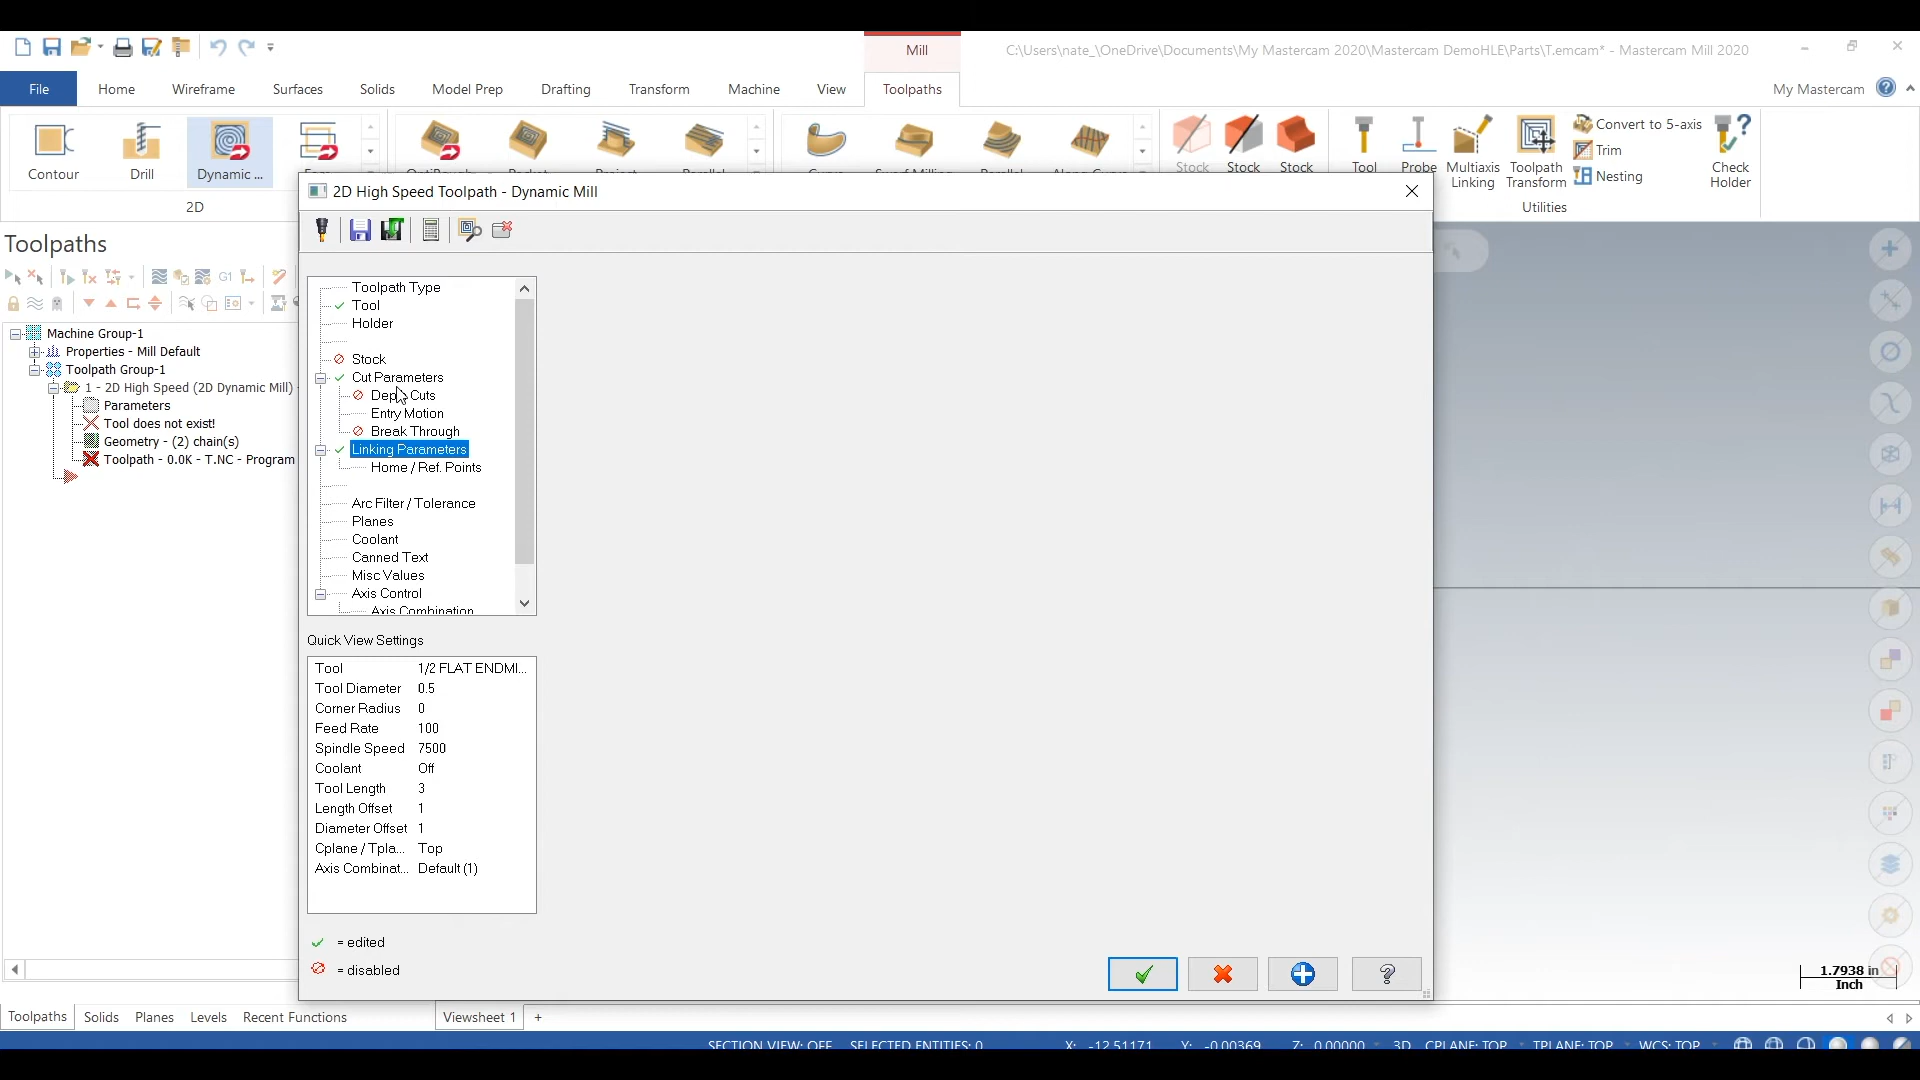 Mill
C:\Users\nate_\OneDrive\Documents\My Mastercam 2020\Mastercam DemoHLE\Parts\T.emcam* - Mastercam Mill 2020
File
Home
Wireframe
Surfaces
Solids
Model Prep
Drafting
Transform
Machine
View
Toolpaths
My Mastercam
Contour
Drill
Dynamic ...
2D
Stock
Stock
Stock
Tool
Probe
Multiaxis
Linking
Toolpath
Transform
Convert to 5-axis
Trim
Nesting
Check
Holder
Utilities
Toolpaths
G1
Machine Group-1
Properties - Mill Default
Toolpath Group-1
1 - 2D High Speed (2D Dynamic Mill)
Parameters
Tool does not exist!
Geometry - (2) chain(s)
Toolpath - 0.0K - T.NC - Program
2D High Speed Toolpath - Dynamic Mill
Toolpath Type
Tool
Holder
Stock
Cut Parameters
Depth Cuts
Entry Motion
Break Through
Linking Parameters
Home / Ref. Points
Arc Filter / Tolerance
Planes
Coolant
Canned Text
Misc Values
Axis Control
Axis Combination
Quick View Settings
Tool 1/2 FLAT ENDMI...
Tool Diameter 0.5
Corner Radius 0
Feed Rate 100
Spindle Speed 7500
Coolant Off
Tool Length 3
Length Offset 1
Diameter Offset 1
Cplane / Tpla... Top
Axis Combinat... Default (1)
= edited
= disabled
1.7938 in
Inch
Toolpaths
Solids
Planes
Levels
Recent Functions
Viewsheet 1
+
SECTION VIEW: OFF SELECTED ENTITIES: 0 X: -12.51171 Y: -0.00369 Z: 0.00000 3D CPLANE: TOP TPLANE: TOP WCS: TOP